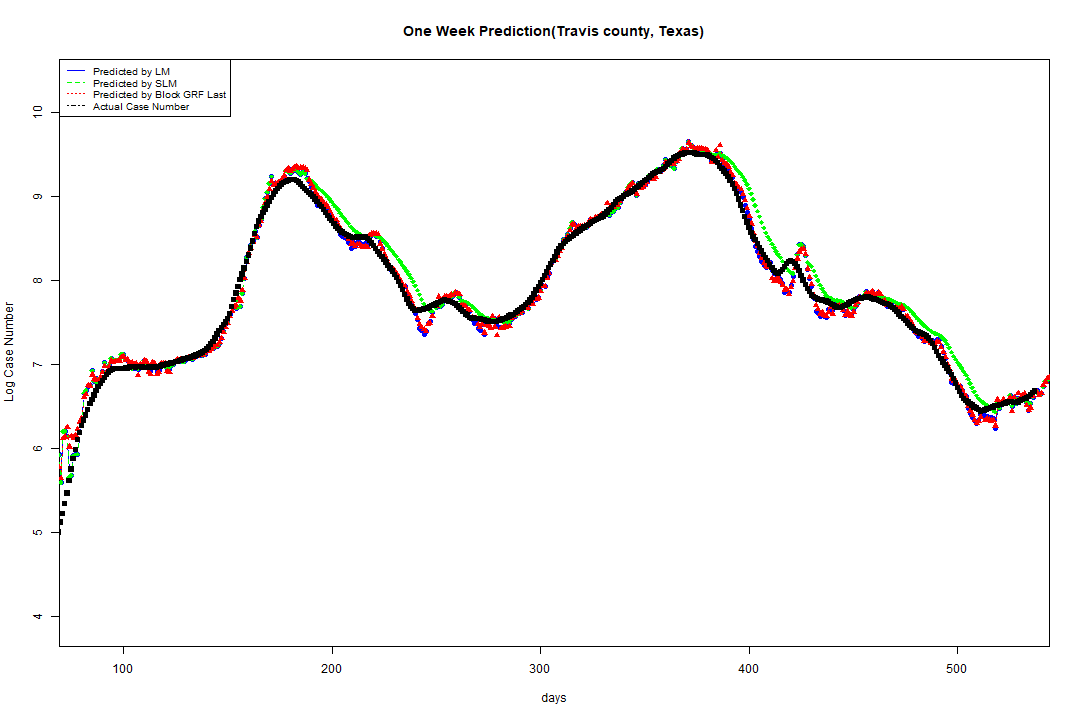 One Week Prediction(Travis county, Texas)
Predicted by LM
Predicted by SLM
Predicted by Block GRF Last
Actual Case Number
10
9
8
7
6
5
4
Log Case Number
100 200 300 400 500
days